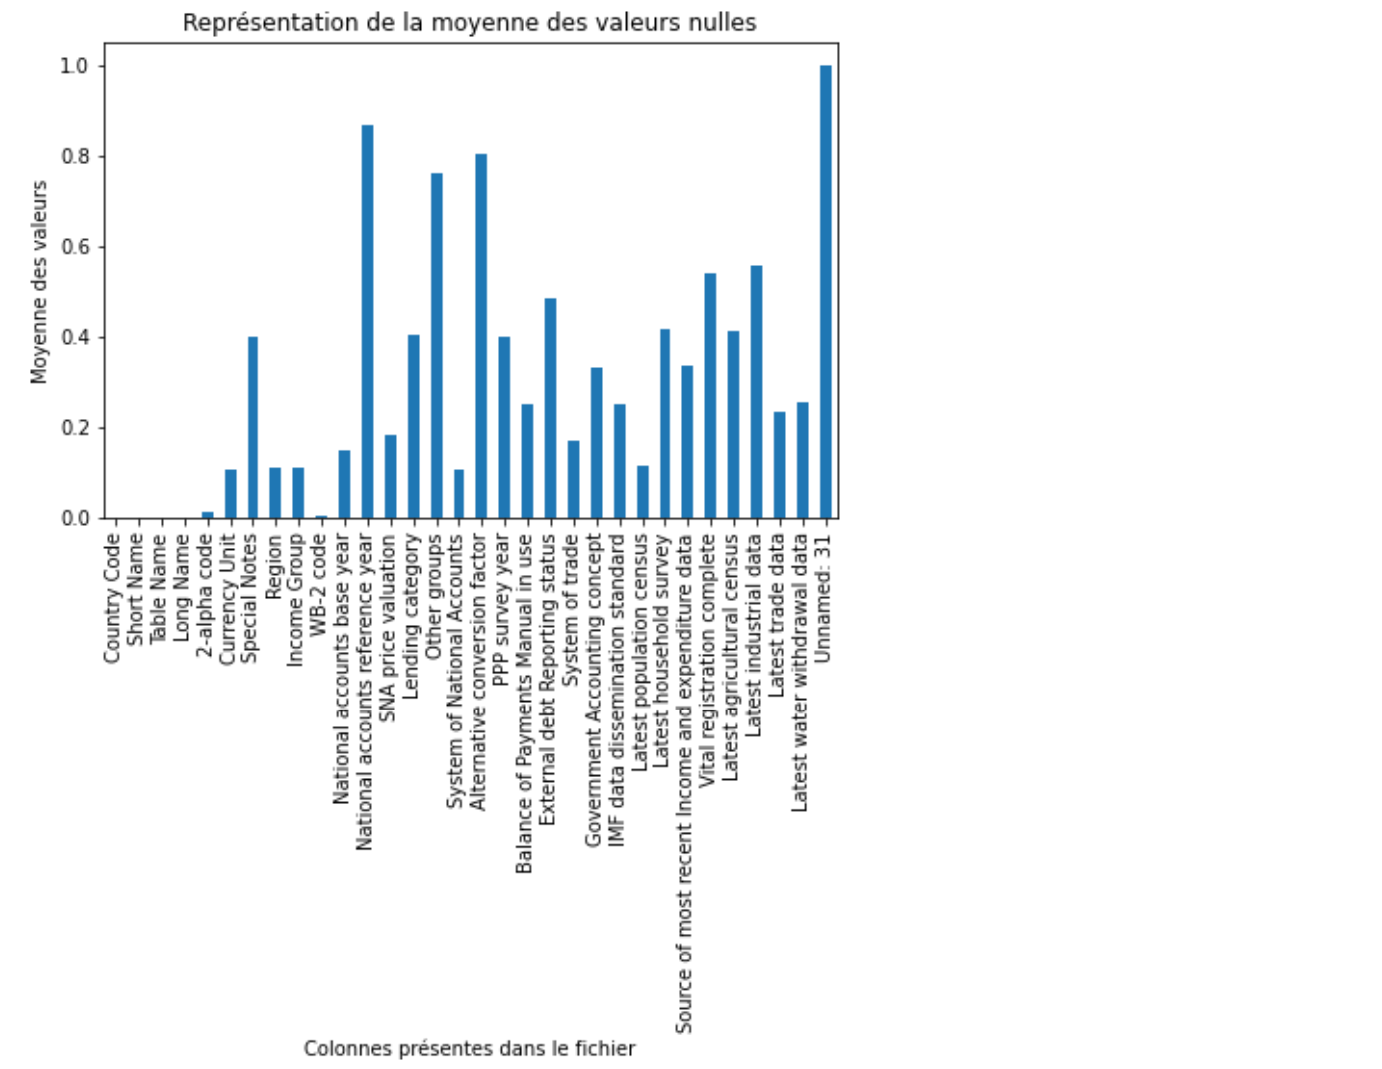 Représentation de la moyenne des valeurs nulles
1.0
0.8
0.6
0.4
0.2
0.0
Moyenne des valeurs
Country Code
Short Name
Table Name
Long Name
2-alpha code
Currency Unit
Special Notes
Region
Income Group
WB-2 code
National accounts base year
National accounts reference year
SNA price valuation
Lending category
Other groups
System of National Accounts
Alternative conversion factor
PPP survey year
Balance of Payments Manual in use
External debt Reporting status
System of trade
Government Accounting concept
IMF data dissemination standard
Latest population census
Latest household survey
Source of most recent Income and expenditure data
Vital registration complete
Latest agricultural census
Latest industrial data
Latest trade data
Latest water withdrawal data
Unnamed: 31
Colonnes présentes dans le fichier